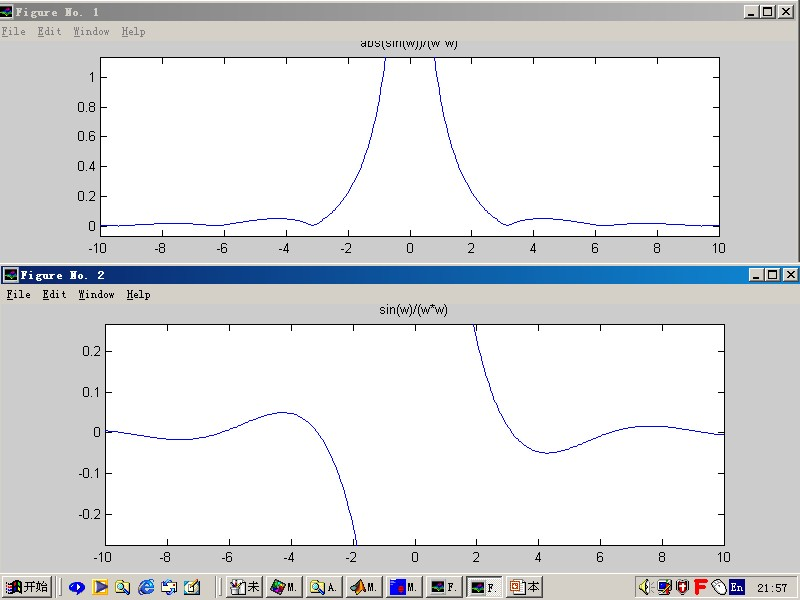 Figure No. 1
File Edit Window Help
abs(sin(w))/(w*w)
1
0.8
0.6
0.4
0.2
0
-10 -8 -6 -4 -2 0 2 4 6 8 10
Figure No. 2
File Edit Window Help
sin(w)/(w*w)
0.2
0.1
0
-0.1
-0.2
-10 -8 -6 -4 -2 0 2 4 6 8 10
开始 未 M. A. M. M. F. F. 本 En 21:57